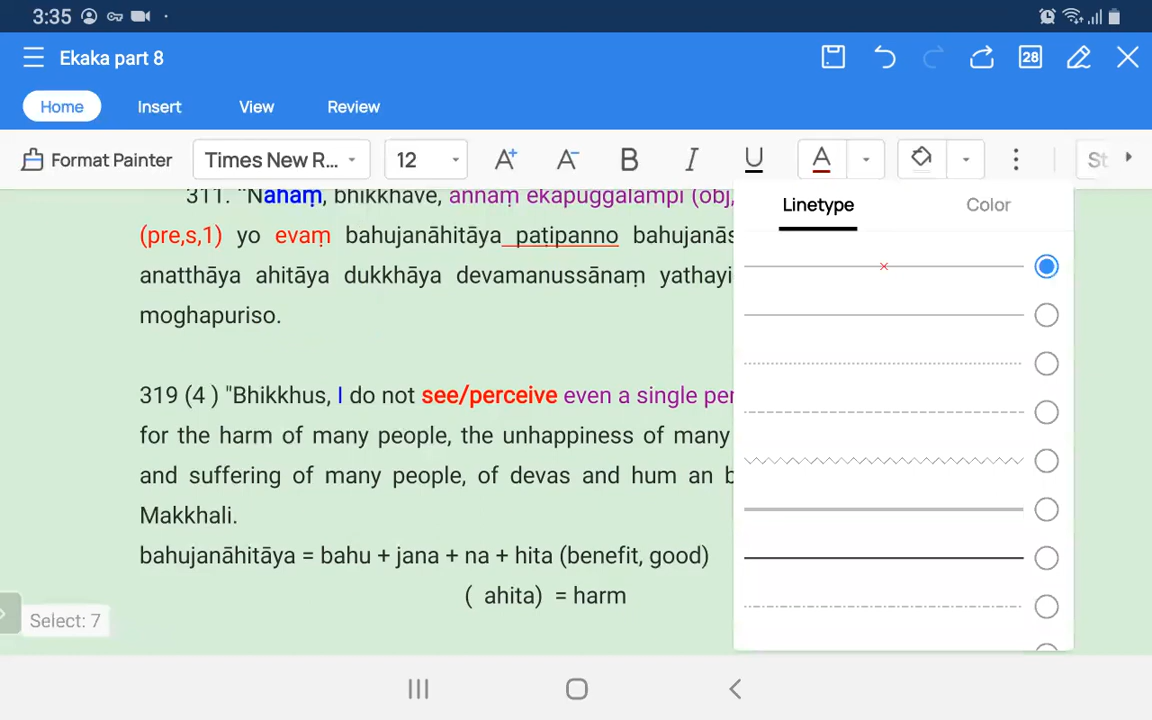 3:35
Ekaka part 8
28
Home Insert View Review
Format Painter Times New R... 12 A+ A- B I U A St
Linetype Color
311. "Nāhaṃ, bhikkhave, aññaṃ ekapuggalampi (obj,
(pre,s,1) yo evaṃ bahujanāhitāya paṭipanno bahujanās
anatthāya ahitāya dukkhāya devamanussānaṃ yathayi
moghapuriso.
319 (4 ) "Bhikkhus, I do not see/perceive even a single per
for the harm of many people, the unhappiness of many
and suffering of many people, of devas and hum an b
Makkhali.
bahujanāhitāya = bahu + jana + na + hita (benefit, good)
( ahita) = harm
Select: 7